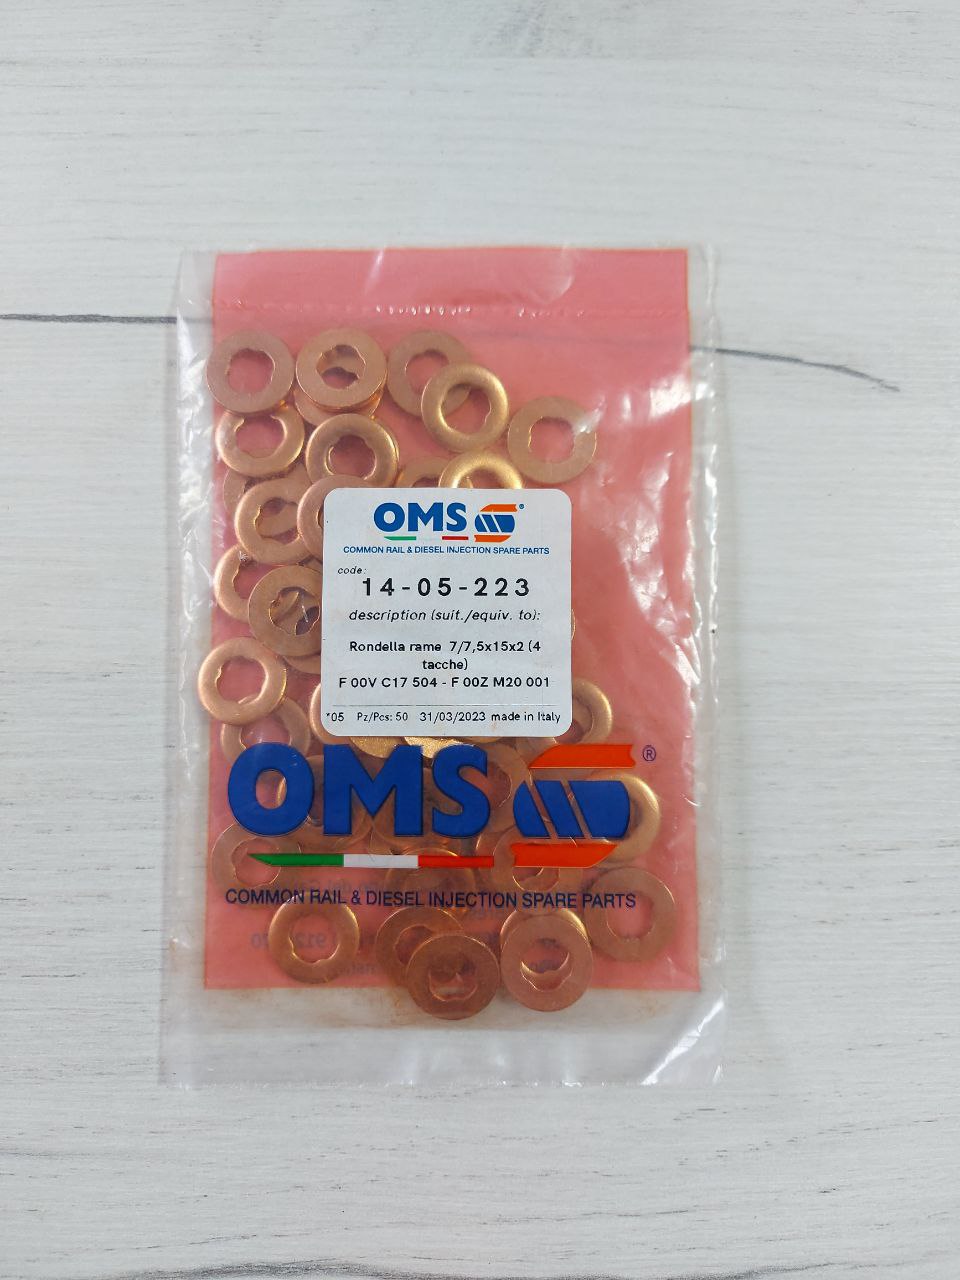 OMS®
COMMON RAIL & DIESEL INJECTION SPARE PARTS
code:
14-05-223
description (suit./equiv. to):
Rondella rame 7/7,5x15x2 (4
tacche)
F 00V C17 504 - F 00Z M20 001
*05 Pz/Pcs: 50 31/03/2023 made in Italy
OMS®
COMMON RAIL & DIESEL INJECTION SPARE PARTS